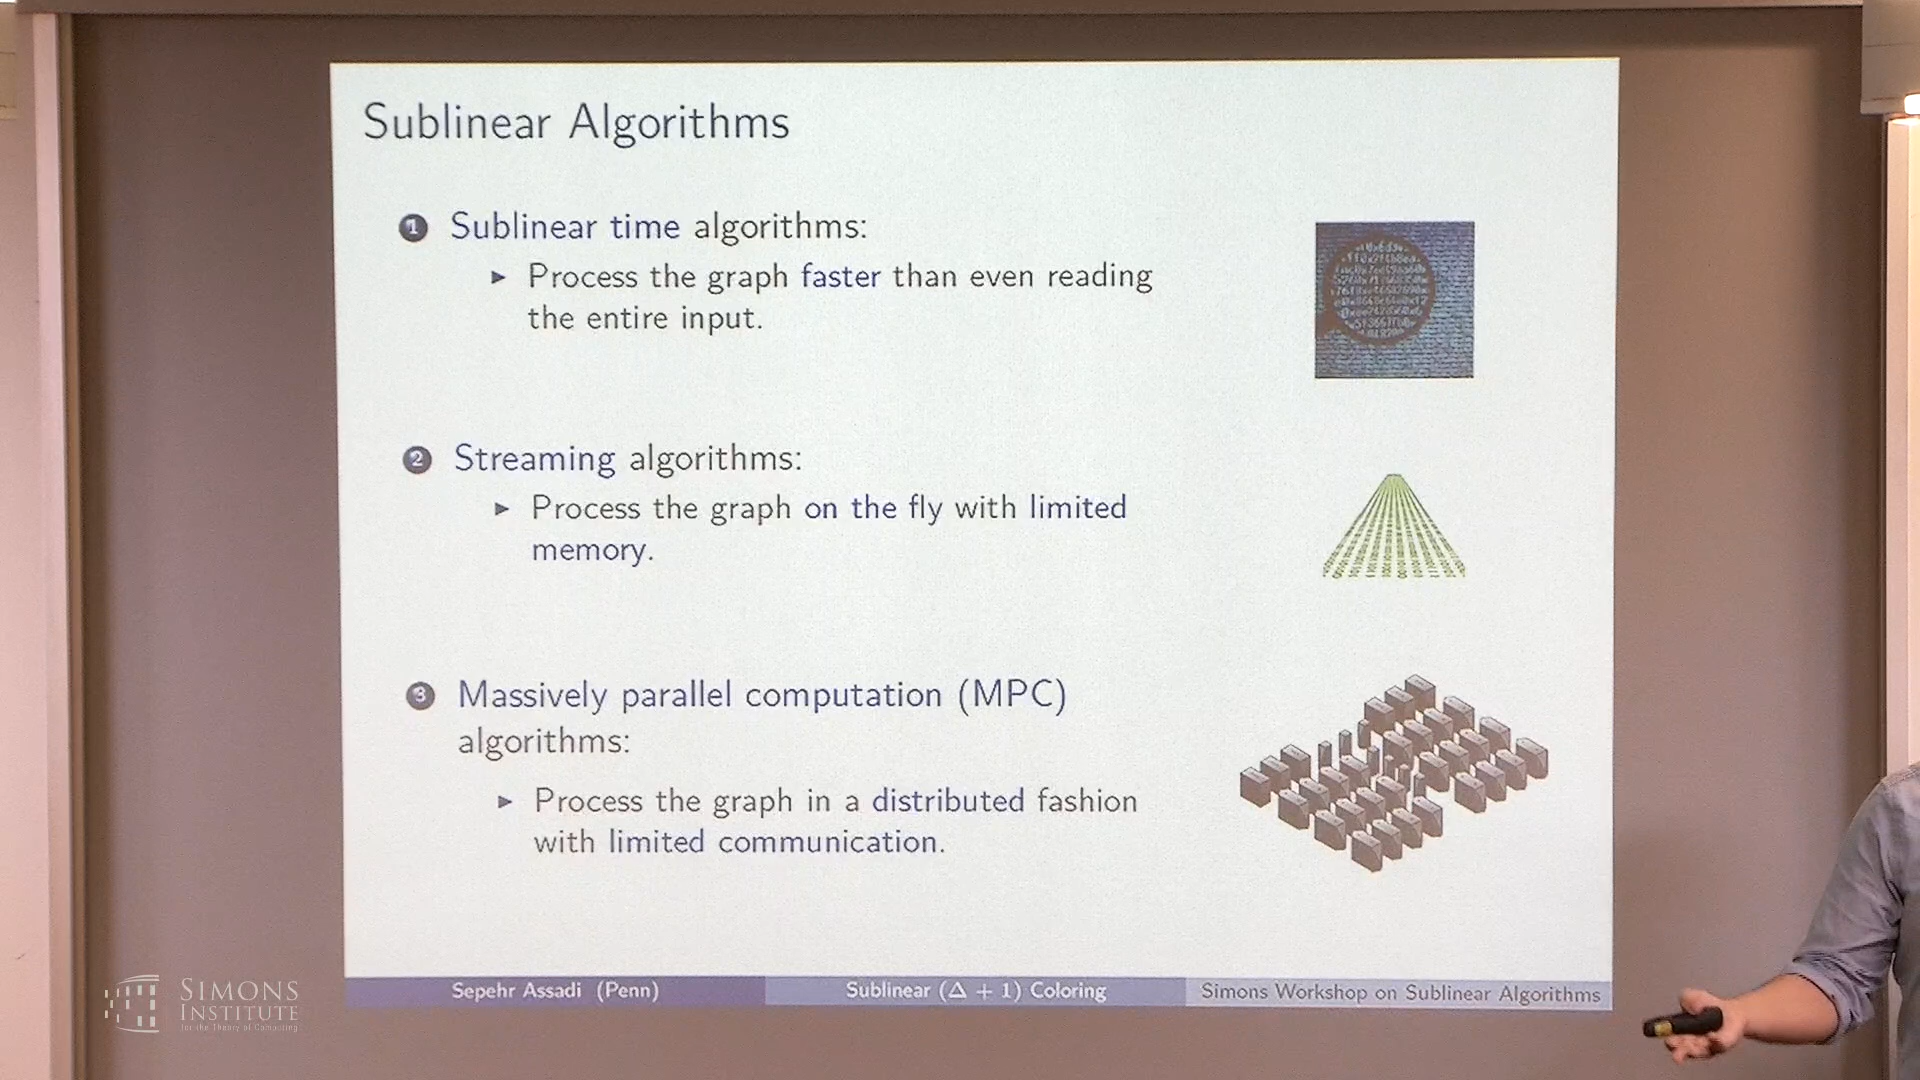 Sublinear Algorithms
1 Sublinear time algorithms:
Process the graph faster than even reading
the entire input.
2 Streaming algorithms:
Process the graph on the fly with limited
memory.
3 Massively parallel computation (MPC)
algorithms:
Process the graph in a distributed fashion
with limited communication.
Sepehr Assadi (Penn)
Sublinear (Δ + 1) Coloring
Simons Workshop on Sublinear Algorithms
SIMONS
INSTITUTE
for the Theory of Computing